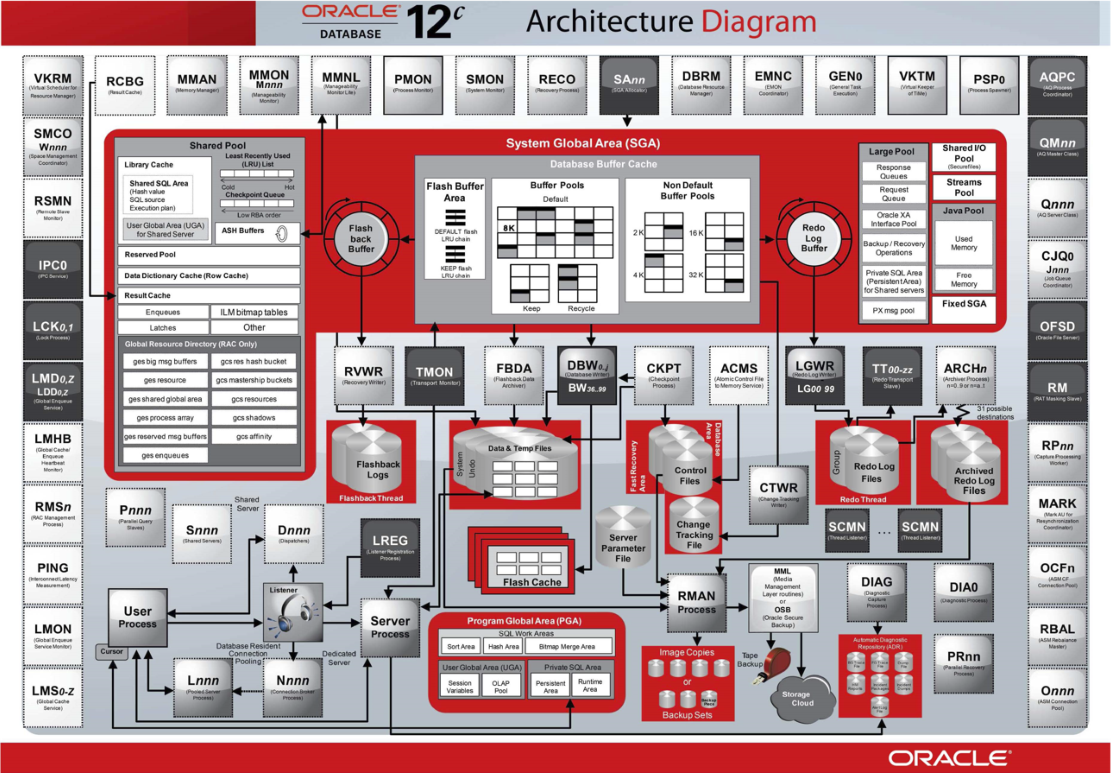 ORACLE®
DATABASE
12c
Architecture Diagram
VKRM
(Virtual Scheduler for
Resource Manager)
RCBG
(Result Cache)
MMAN
(Memory Manager)
MMON
Mnnn
(Manageability
Monitor)
MMNL
(Manageability
Monitor Lite)
PMON
(Process Monitor)
SMON
(System Monitor)
RECO
(Recovery Process)
SAnn
(SGA Allocator)
DBRM
(Database Resource
Manager)
EMNC
(EMON
Coordinator)
GEN0
(General Task
Execution)
VKTM
(Virtual Keeper
of TiMe)
PSP0
(Process Spawner)
AQPC
(AQ Process
Coordinator)
SMCO
Wnnn
(Space Management
Coordinator)
RSMN
(Remote Slave
Monitor)
IPC0
(IPC Service)
LCK0,1
(Lock Process)
LMD0,Z
LDD0,Z
(Global Enqueue
Service)
LMHB
(Global Cache/
Enqueue
Heartbeat
Monitor)
RMSn
(RAC Management
Process)
PING
(Interconnect Latency
Measurement)
LMON
(Global Enqueue
Service Monitor)
LMS0-Z
(Global Cache
Service)
QMnn
(AQ Master Class)
Qnnn
(AQ Server Class)
CJQ0
Jnnn
(Job Queue
Coordinator)
OFSD
(Oracle File Server)
RM
(RAT Masking Slave)
RPnn
(Capture Processing
Worker)
MARK
(Mark AU for
Resynchronization
Coordinator)
OCFn
(ASM CF
Connection Pool)
RBAL
(ASM Rebalance
Master)
Onnn
(ASM Connection
Pool)
System Global Area (SGA)
Shared Pool
Library Cache
Shared SQL Area
(Hash value
SQL source
Execution plan)
User Global Area (UGA)
for Shared Server
Least Recently Used
(LRU) List
Cold
Hot
Checkpoint Queue
Low RBA order
ASH Buffers
Reserved Pool
Data Dictionary Cache (Row Cache)
Result Cache
Enqueues
ILM bitmap tables
Latches
Other
Global Resource Directory (RAC Only)
ges big msg buffers
gcs res hash bucket
ges resource
gcs mastership buckets
ges shared global area
gcs resources
ges process array
gcs shadows
ges reserved msg buffers
gcs affinity
ges enqueues
Flash
back
Buffer
Database Buffer Cache
Flash Buffer
Area
DEFAULT flash
LRU chain
KEEP flash
LRU chain
Buffer Pools
Default
8 K
Keep
Recycle
Non Default
Buffer Pools
2 K
16 K
4 K
32 K
Redo
Log
Buffer
Large Pool
Response
Queues
Request
Queue
Oracle XA
Interface Pool
Backup / Recovery
Operations
Private SQL Area
(Persistent Area)
for Shared servers
PX msg pool
Shared I/O
Pool
(Securefiles)
Streams
Pool
Java Pool
Used
Memory
Free
Memory
Fixed SGA
RVWR
(Recovery Writer)
TMON
(Transport Monitor)
FBDA
(Flashback Data
Archiver)
DBW0..j
(Database Writer)
BW36..99
CKPT
(Checkpoint
Process)
ACMS
(Atomic Control File
to Memory Service)
LGWR
(Redo Log Writer)
LG00 99
TT00-zz
(Redo Transport
Slave)
ARCHn
(Archiver Process)
n=0..9 or n=a..t
31 possible
destinations
Flashback
Logs
Flashback Thread
System
Undo
Data & Temp Files
Fast Recovery
Area
Database
Area
Control
Files
Change
Tracking
File
CTWR
(Change Tracking
Writer)
Group
Redo Log
Files
Redo Thread
Archived
Redo Log
Files
SCMN
(Thread Listener)
...
SCMN
(Thread Listener)
Pnnn
(Parallel Query
Slaves)
Shared
Server
Snnn
(Shared Servers)
Dnnn
(Dispatchers)
LREG
(Listener Registration
Process)
Flash Cache
Server
Parameter
File
User
Process
Cursor
Listener
Server
Process
Database Resident
Connection
Pooling
Dedicated
Server
Lnnn
(Pooled Server
Process)
Nnnn
(Connection Broker
Process)
Program Global Area (PGA)
SQL Work Areas
Sort Area
Hash Area
Bitmap Merge Area
User Global Area (UGA)
Private SQL Area
Session
Variables
OLAP
Pool
Persistent
Area
Runtime
Area
RMAN
Process
MML
(Media
Management
Layer routines)
or
OSB
(Oracle Secure
Backup)
Image Copies
or
Backup Sets
Tape
Backup
Storage
Cloud
DIAG
(Diagnostic
Capture
Process)
DIA0
(Diagnostic Process)
PRnn
(Parallel Recovery
Process)
Automatic Diagnostic
Repository (ADR)
ORACLE®